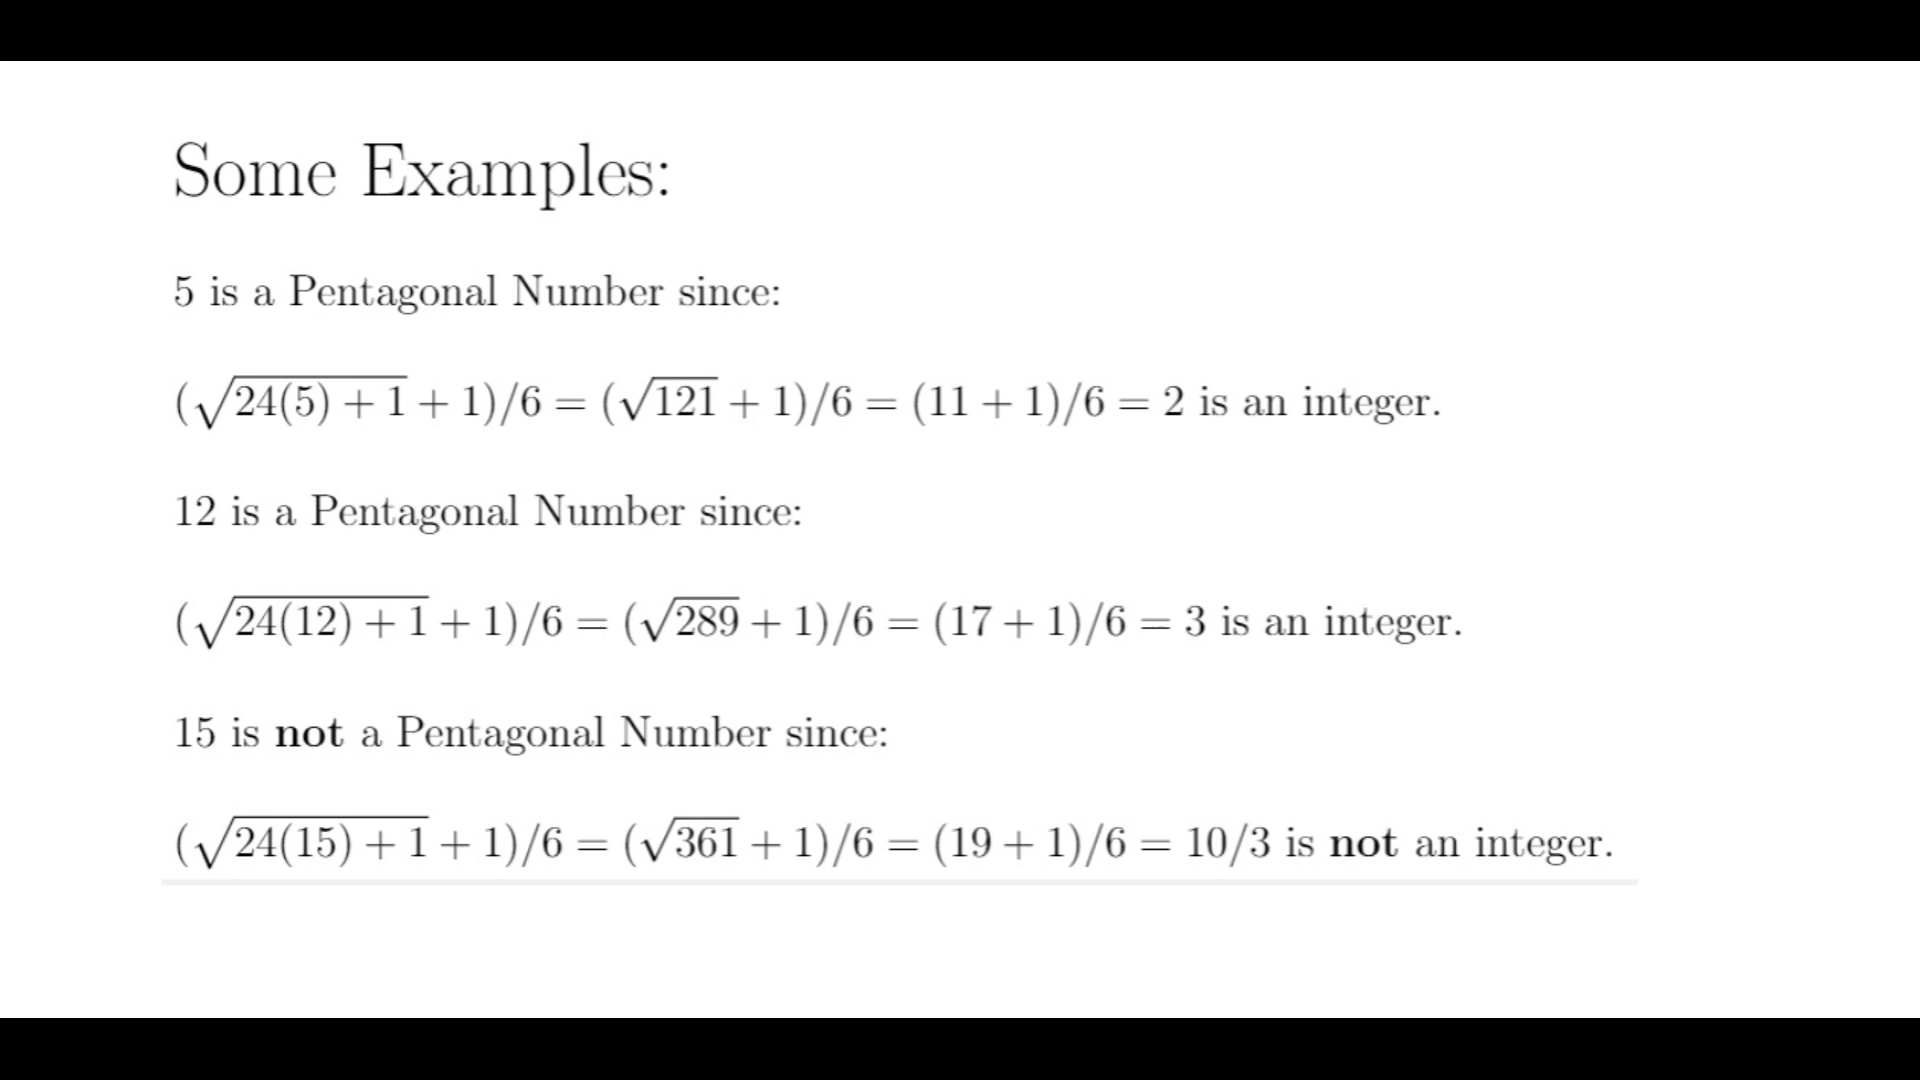 Some Examples:
5 is a Pentagonal Number since:
(√24(5) + 1 + 1)/6 = (√121 + 1)/6 = (11 + 1)/6 = 2 is an integer.
12 is a Pentagonal Number since:
(√24(12) + 1 + 1)/6 = (√289 + 1)/6 = (17 + 1)/6 = 3 is an integer.
15 is not a Pentagonal Number since:
(√24(15) + 1 + 1)/6 = (√361 + 1)/6 = (19 + 1)/6 = 10/3 is not an integer.